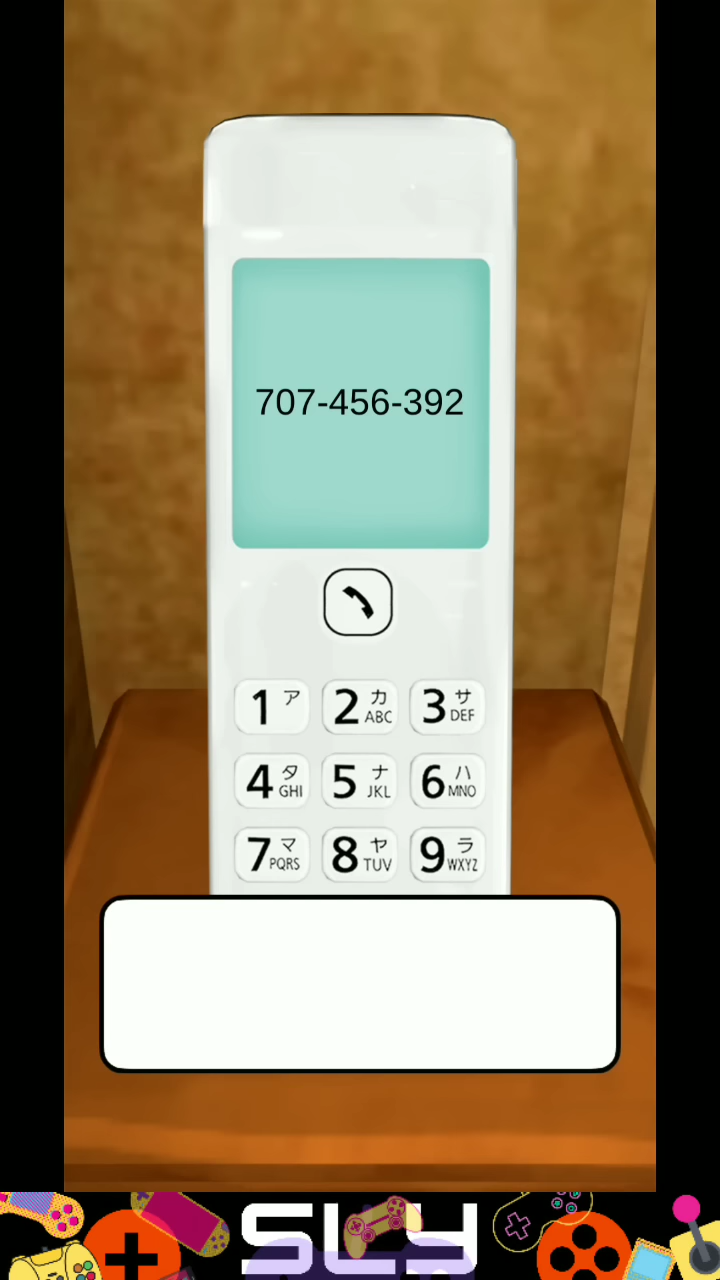 707-456-392
1 ア
2 カ ABC
3 サ DEF
4 タ GHI
5 ナ JKL
6 ハ MNO
7 マ PQRS
8 ヤ TUV
9 ラ WXYZ
SLY